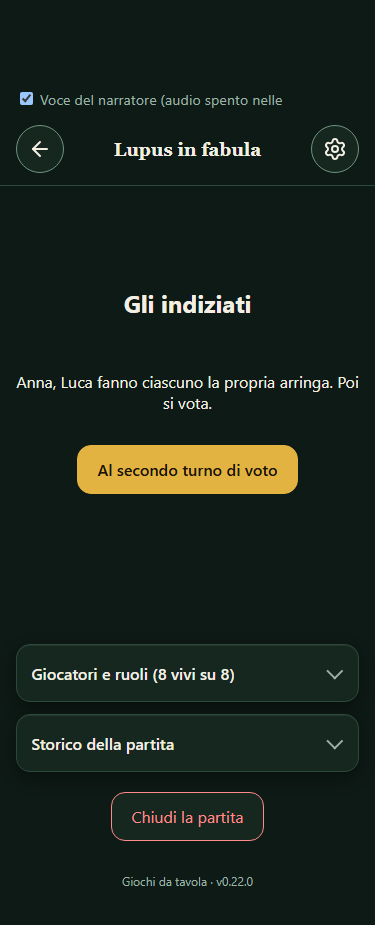 Voce del narratore (audio spento nelle
Lupus in fabula
Gli indiziati
Anna, Luca fanno ciascuno la propria arringa. Poi
si vota.
Al secondo turno di voto
Giocatori e ruoli (8 vivi su 8)
Storico della partita
Chiudi la partita
Giochi da tavola · v0.22.0